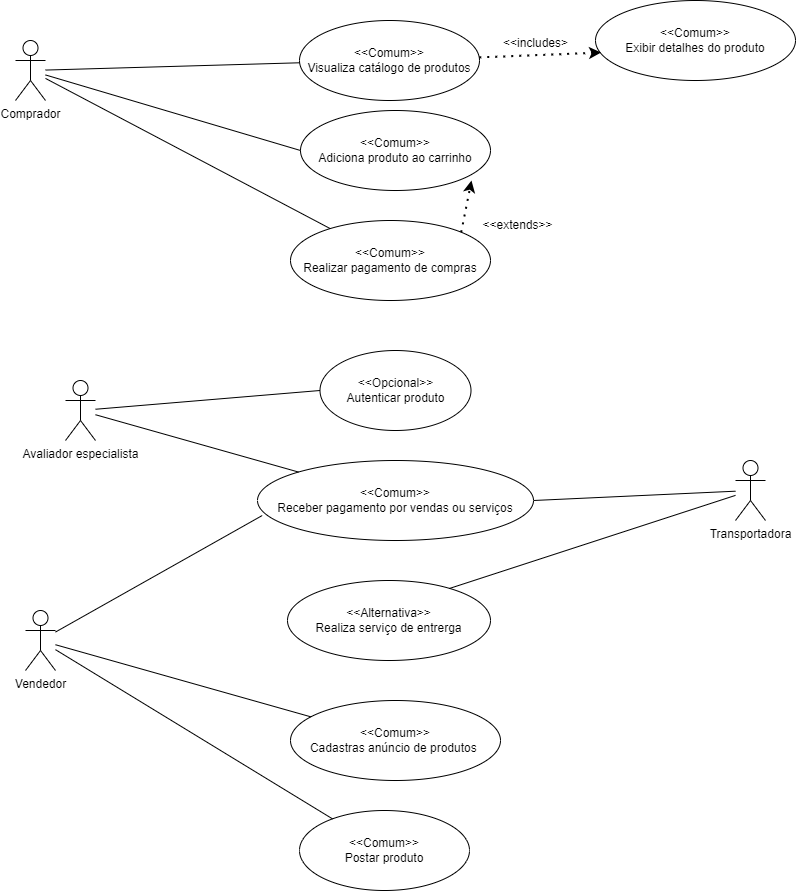 <<Comum>>
Exibir detalhes do produto
<<includes>
<<Comum>>
Visualiza catálogo de produtos
Comprador
<<Comum>>
Adiciona produto ao carrinho
<<extends>>
<<Comum>>
Realizar pagamento de compras
<<Opcional>>
Autenticar produto
Avaliador especialista
<<Comum>>
Receber pagamento por vendas ou serviços
Transportadora
<<Alternativa>>
Realiza serviço de entrerga
Vendedor
<<Comum>>
Cadastras anúncio de produtos
<<Comum>>
Postar produto